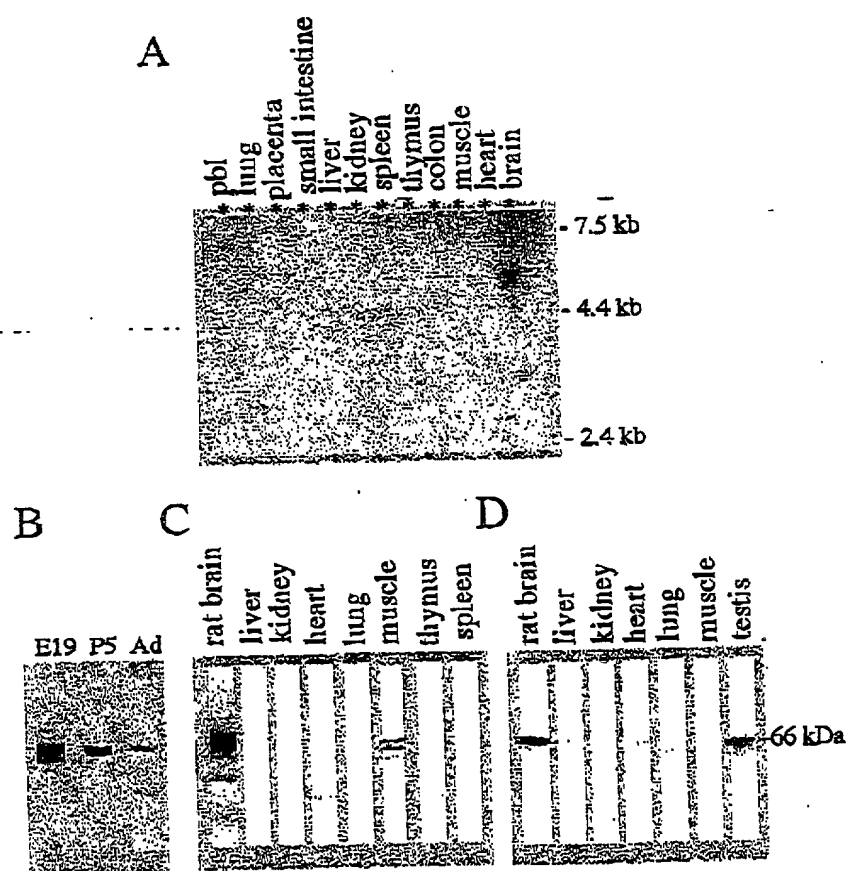 A
pbl
lung
placenta
small intestine
liver
kidney
spleen
thymus
colon
muscle
heart
brain
- 7.5 kb
- 4.4 kb
- 2.4 kb
B
E19 P5 Ad
C
rat brain
liver
kidney
heart
lung
muscle
thymus
spleen
D
rat brain
liver
kidney
heart
lung
muscle
testis
-66 kDa